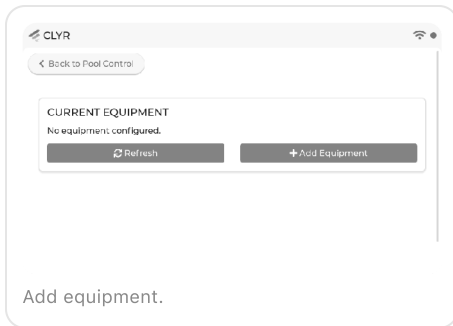 CLYR
Back to Pool Control
CURRENT EQUIPMENT
No equipment configured.
Refresh
+ Add Equipment
Add equipment.